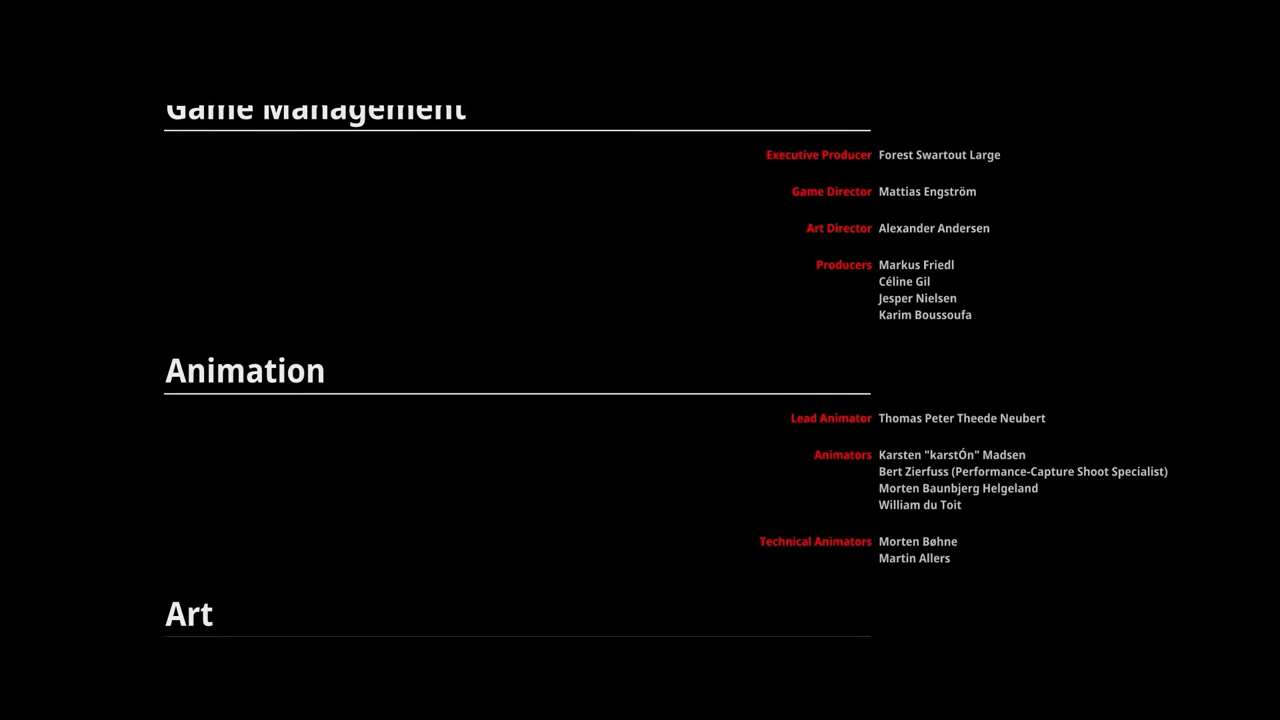 Game Management
Executive Producer Forest Swartout Large
Game Director Mattias Engström
Art Director Alexander Andersen
Producers Markus Friedl
Céline Gil
Jesper Nielsen
Karim Boussoufa
Animation
Lead Animator Thomas Peter Theede Neubert
Animators Karsten "karstÓn" Madsen
Bert Zierfuss (Performance-Capture Shoot Specialist)
Morten Baunbjerg Helgeland
William du Toit
Technical Animators Morten Bøhne
Martin Allers
Art